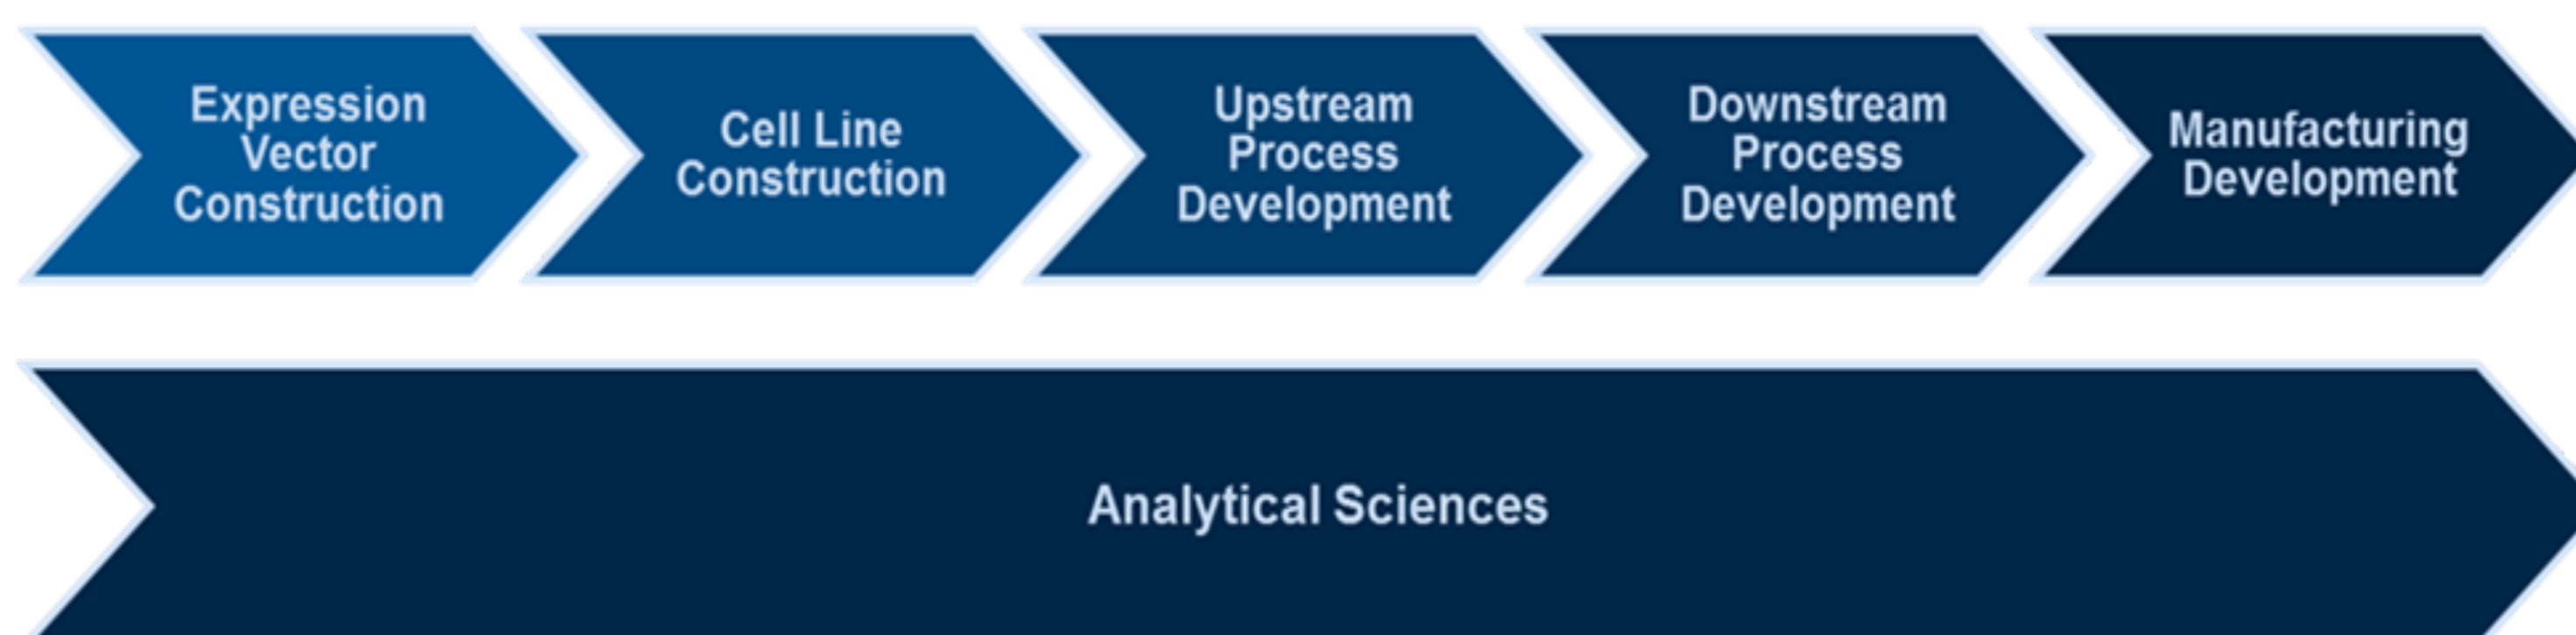 Expression
Vector
Construction
Cell Line
Construction
Upstream
Process
Development
Downstream
Process
Development
Manufacturing
Development
Analytical Sciences